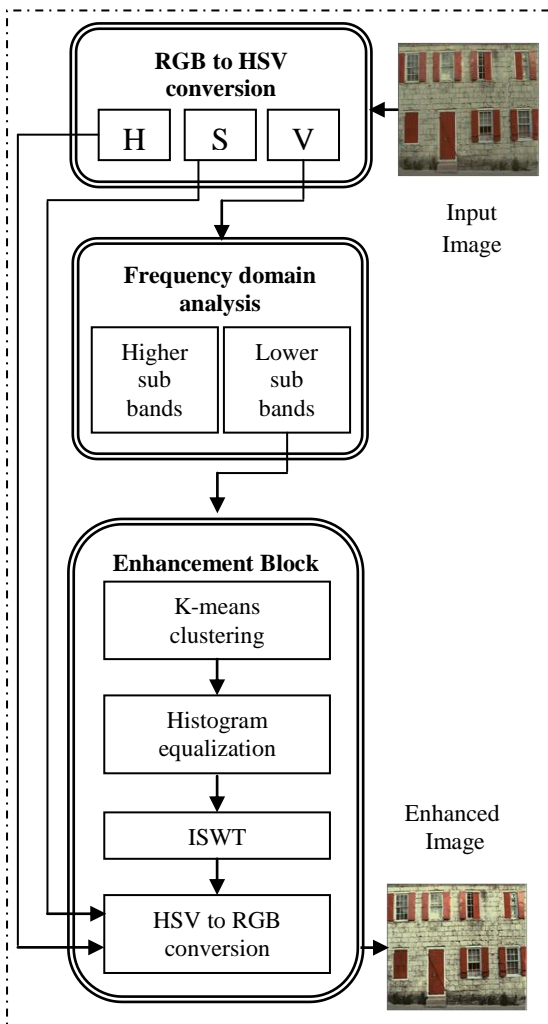 RGB to HSV
conversion
H
S
V
Input
Image
Frequency domain
analysis
Higher
sub
bands
Lower
sub
bands
Enhancement Block
K-means
clustering
Histogram
equalization
ISWT
HSV to RGB
conversion
Enhanced
Image